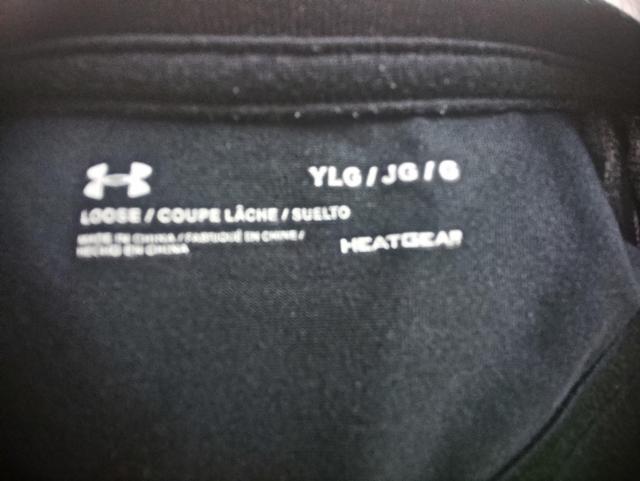 YLG / JG / G
LOOSE / COUPE LÂCHE / SUELTO
MADE IN CHINA / FABRIQUÉ EN CHINE /
HECHO EN CHINA
HEATGEAR